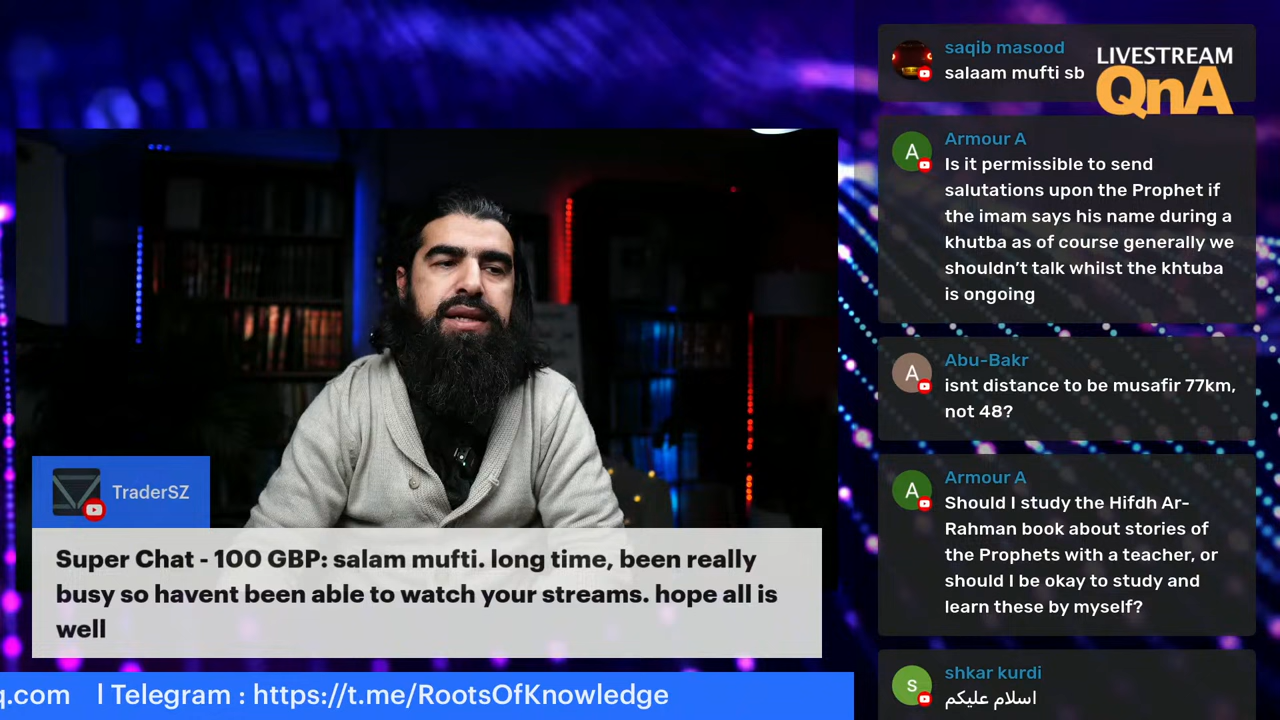 saqib masood
salaam mufti sb
LIVESTREAM
QnA
Armour A
Is it permissible to send
salutations upon the Prophet if
the imam says his name during a
khutba as of course generally we
shouldn't talk whilst the khtuba
is ongoing
Abu-Bakr
isnt distance to be musafir 77km,
not 48?
Armour A
Should I study the Hifdh Ar-
Rahman book about stories of
the Prophets with a teacher, or
should I be okay to study and
learn these by myself?
shkar kurdi
اسلام علیکم
TraderSZ
Super Chat - 100 GBP: salam mufti. long time, been really
busy so havent been able to watch your streams. hope all is
well
q.com l Telegram : https://t.me/RootsOfKnowledge